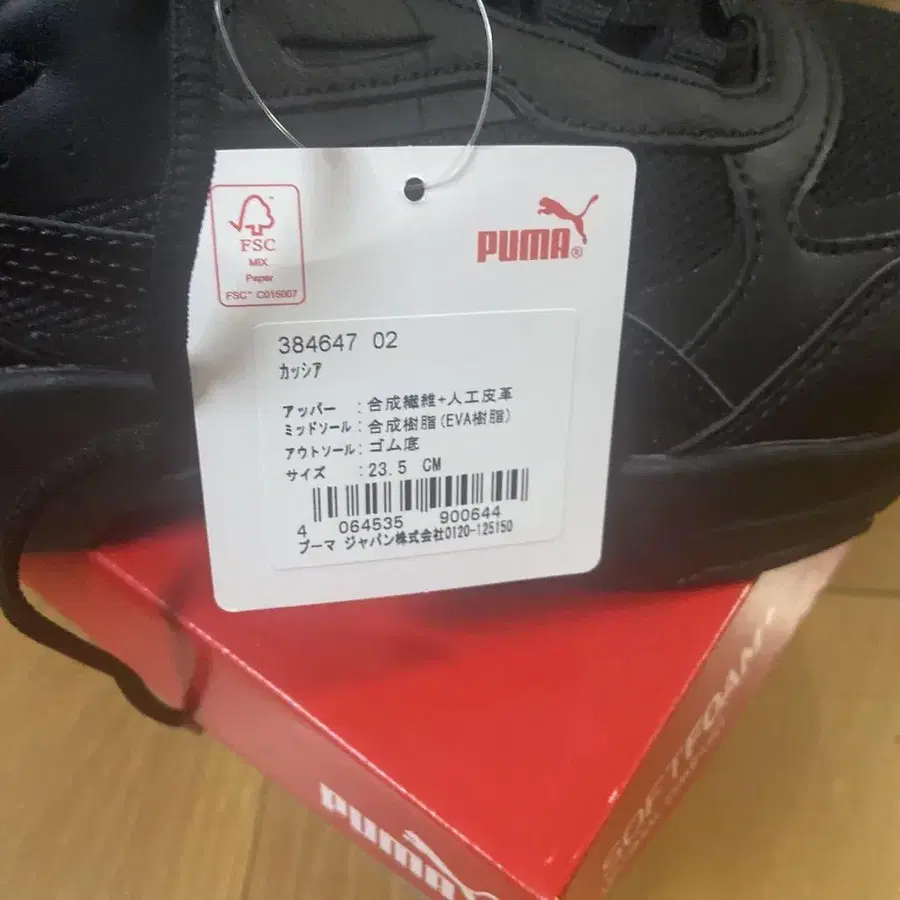 FSC
MIX
Paper
FSC™ C015007
PUMA®
384647 02
カッシア
アッパー :合成繊維+人工皮革
ミッドソール:合成樹脂(EVA樹脂)
アウトソール:ゴム底
サイズ :23.5 CM
4 064535 900644
プーマ ジャパン株式会社0120-125150
SOFTFOAM+
PUMA